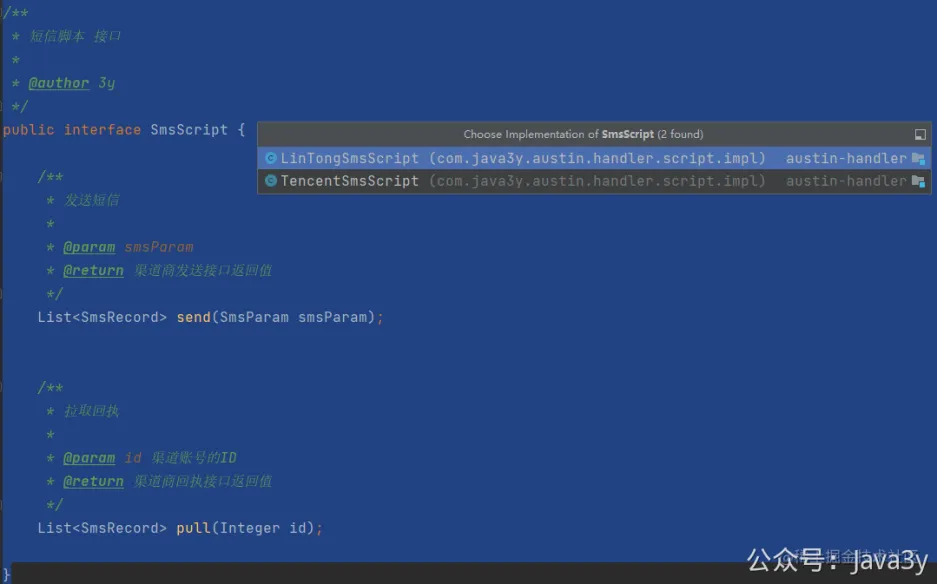 /**
* 短信脚本 接口
*
* @author 3y
*/
public interface SmsScript {
Choose Implementation of SmsScript (2 found)
LinTongSmsScript (com.java3y.austin.handler.script.impl) austin-handler
TencentSmsScript (com.java3y.austin.handler.script.impl) austin-handler
/**
* 发送短信
*
* @param smsParam
* @return 渠道商发送接口返回值
*/
List<SmsRecord> send(SmsParam smsParam);
/**
* 拉取回执
*
* @param id 渠道账号的ID
* @return 渠道商回执接口返回值
*/
List<SmsRecord> pull(Integer id);
}
公众号：Java3y